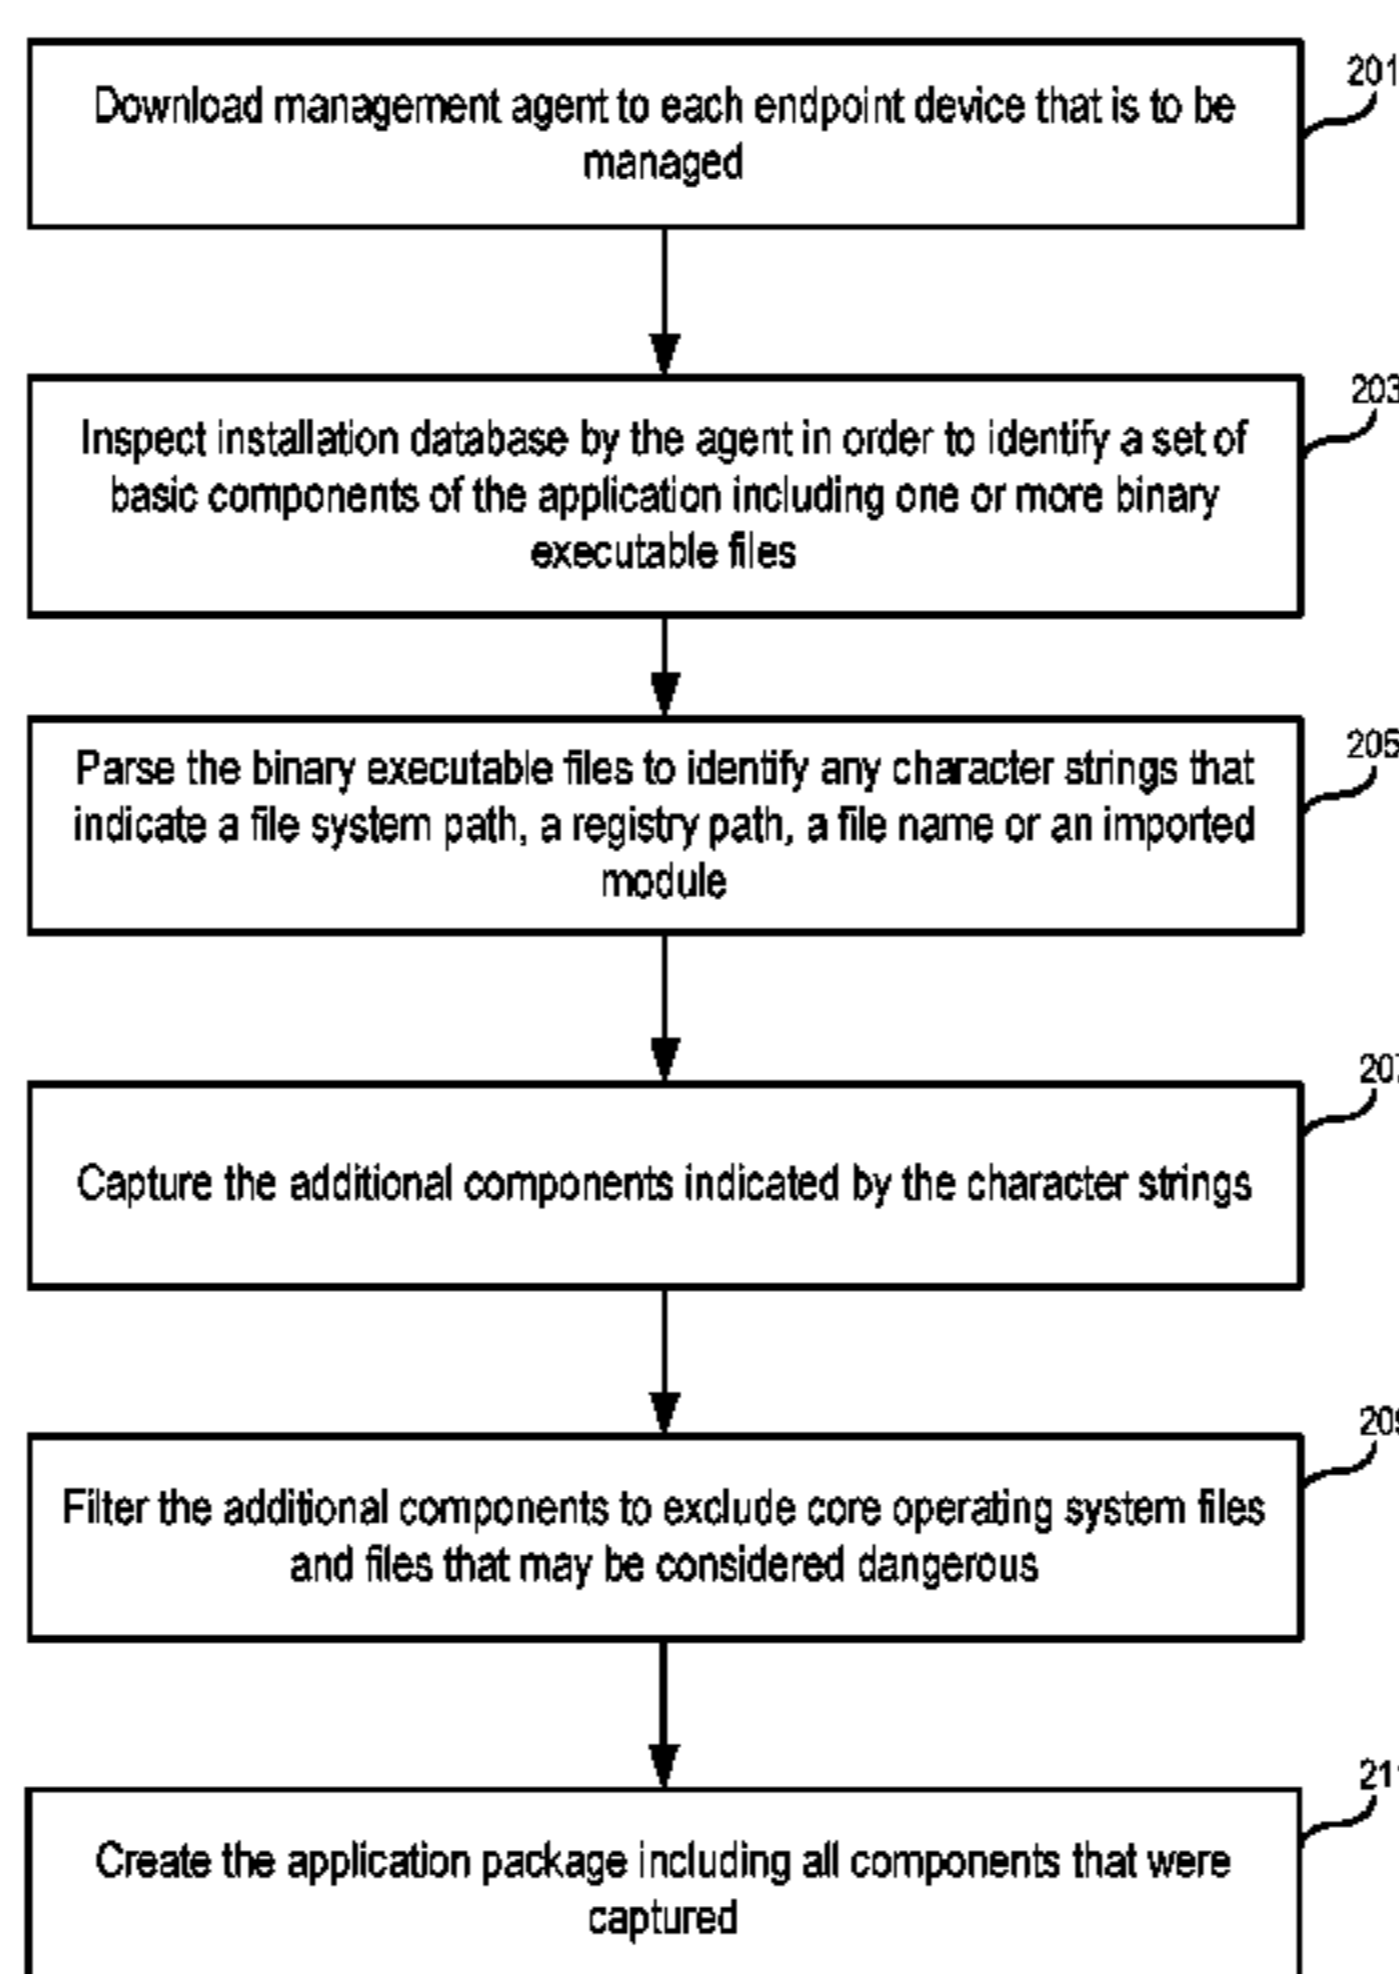 201
Download management agent to each endpoint device that is to be
managed
203
Inspect installation database by the agent in order to identify a set of
basic components of the application including one or more binary
executable files
205
Parse the binary executable files to identify any character strings that
indicate a file system path, a registry path, a file name or an imported
module
207
Capture the additional components indicated by the character strings
209
Filter the additional components to exclude core operating system files
and files that may be considered dangerous
211
Create the application package including all components that were
captured